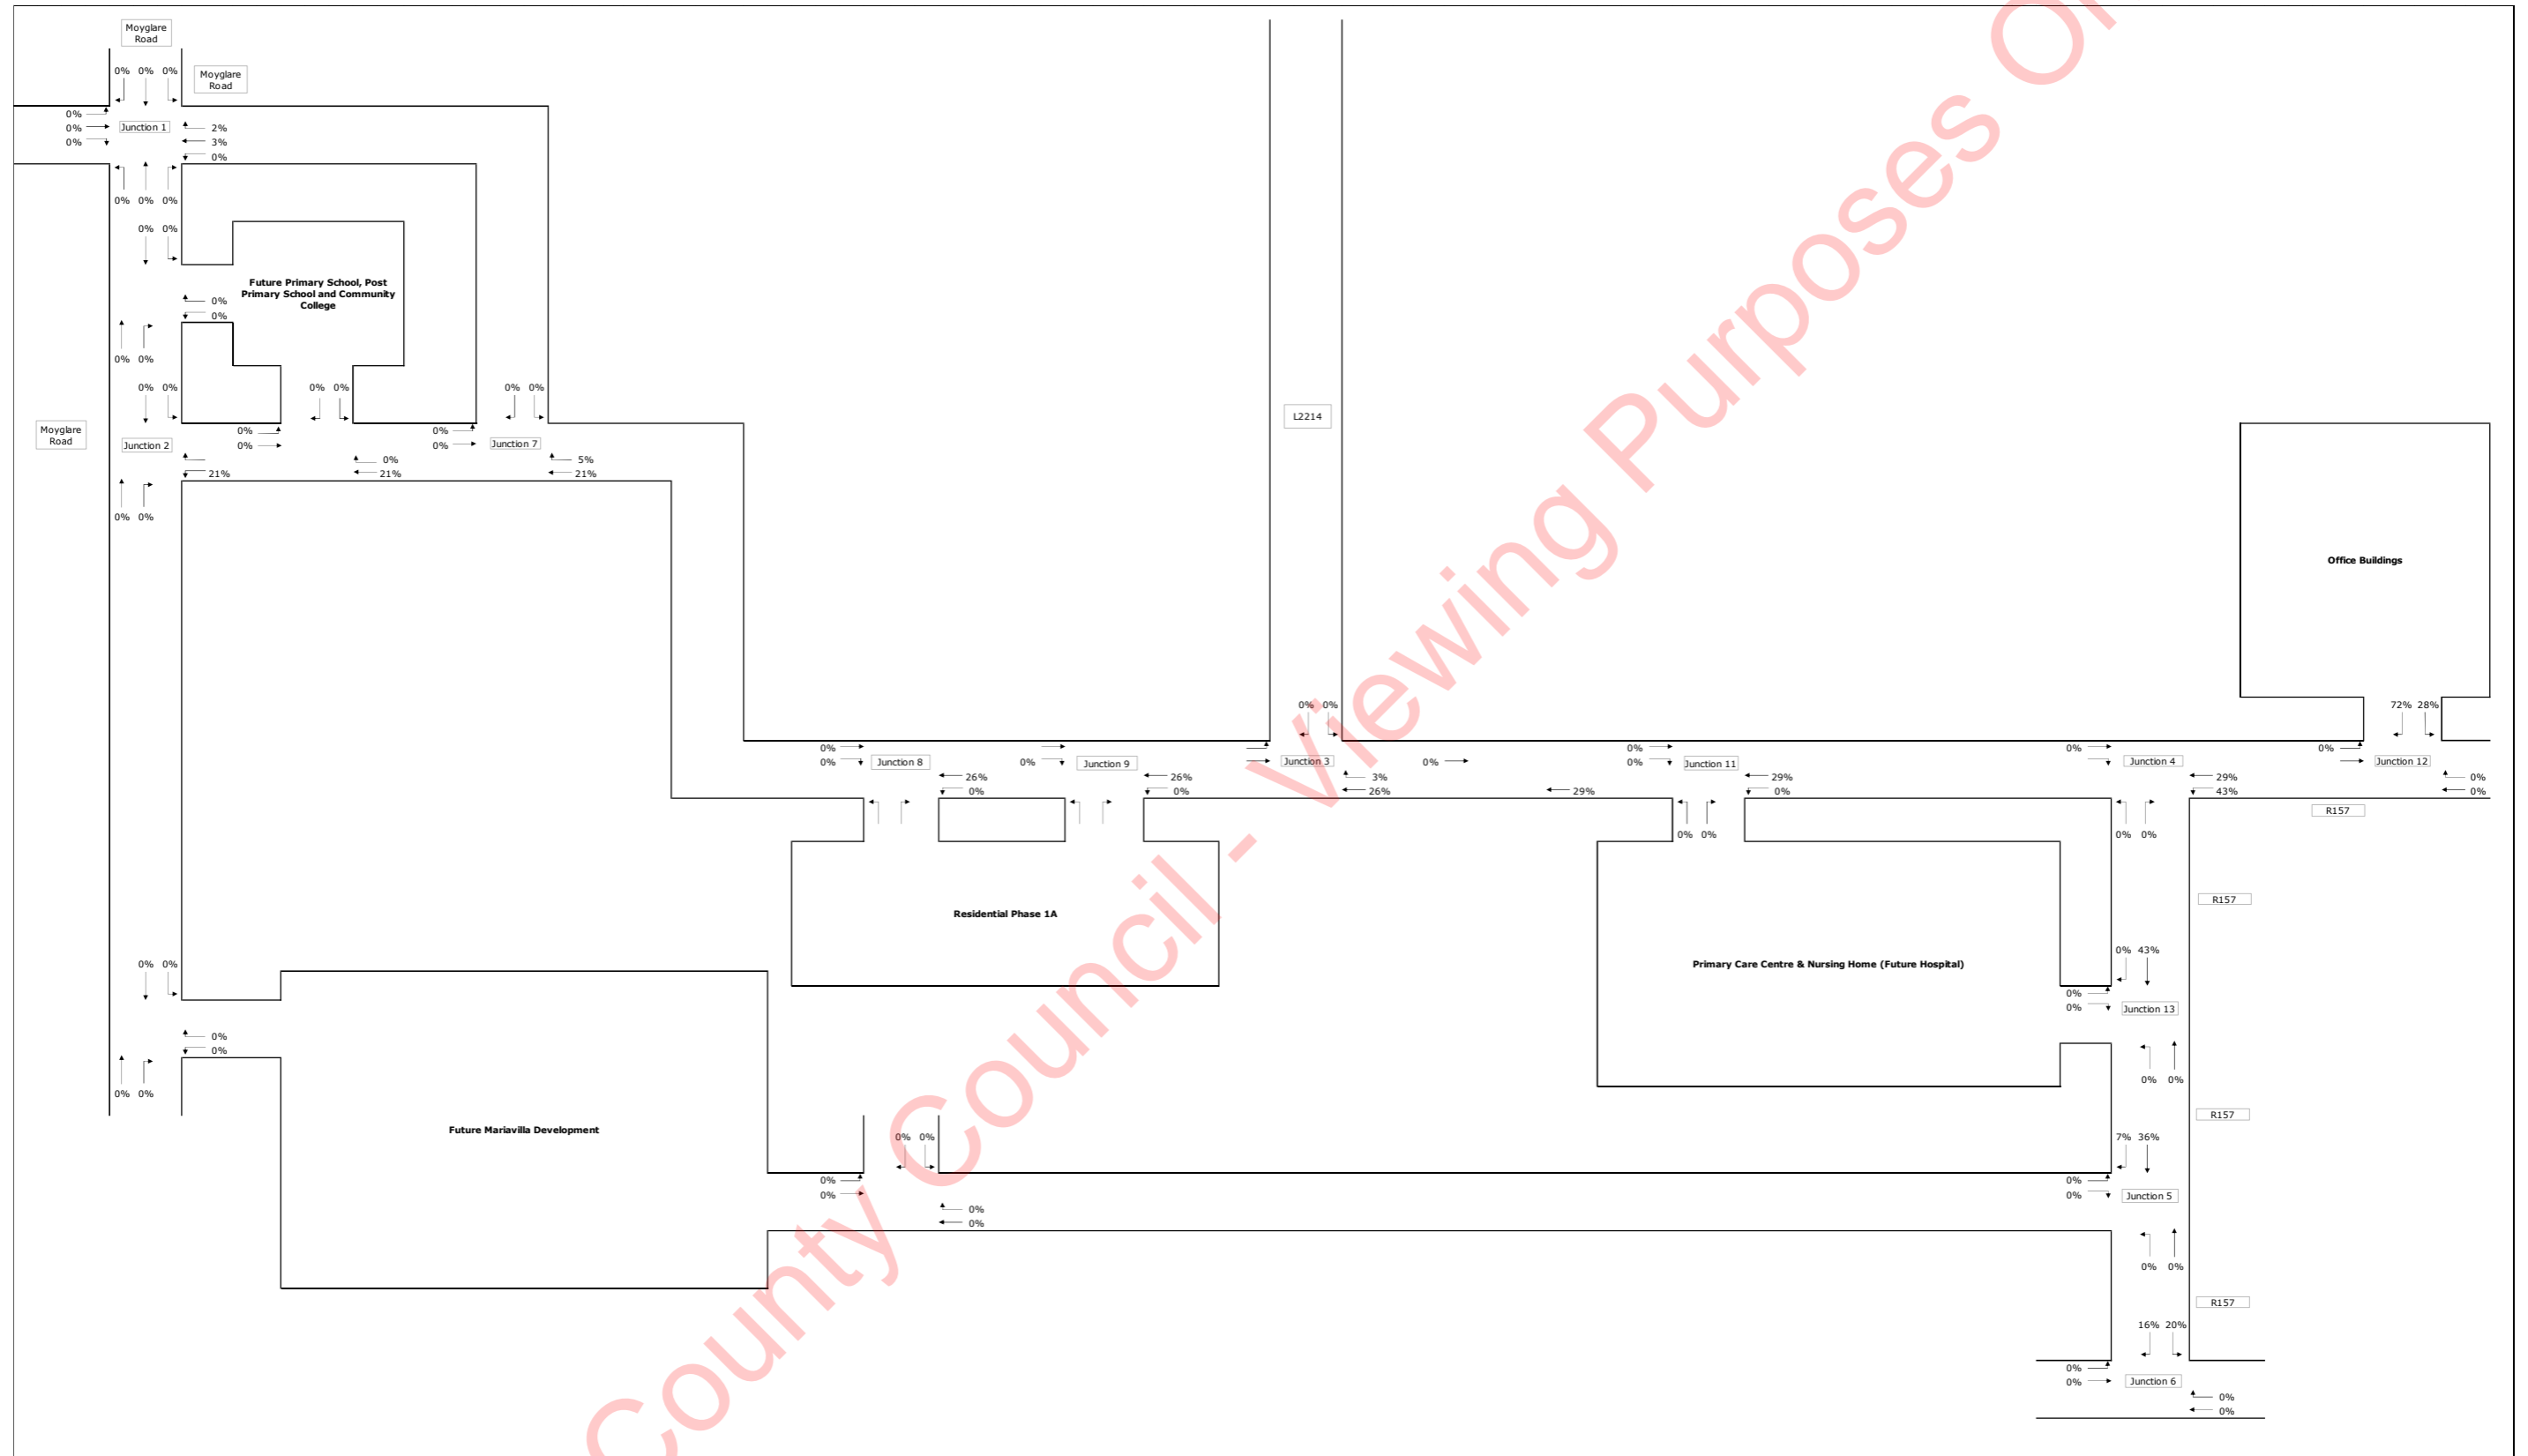 Moyglare
Road
0% 0% 0%
Moyglare
Road
0%
0%
0%
Junction 1
2%
3%
0%
0% 0% 0%
0% 0%
Future Primary School, Post
Primary School and Community
College
0%
0%
0% 0%
0% 0%
0% 0%
0% 0%
Moyglare
Road
L2214
Junction 2
0%
0%
0%
0%
Junction 7
21%
0%
21%
5%
21%
0% 0%
Office Buildings
0% 0%
72% 28%
0%
0%
Junction 8
0%
Junction 9
Junction 3
0%
0%
0%
Junction 11
0%
Junction 4
0%
Junction 12
26%
0%
26%
0%
3%
26%
29%
29%
0%
29%
43%
0%
0%
R157
0% 0%
0% 0%
R157
Residential Phase 1A
Primary Care Centre & Nursing Home (Future Hospital)
0% 43%
0% 0%
0%
0%
Junction 13
0%
0%
0% 0%
0% 0%
R157
Future Mariavilla Development
0% 0%
7% 36%
0%
0%
0%
0%
Junction 5
0%
0%
0% 0%
R157
16% 20%
0%
0%
Junction 6
0%
0%
County Council - Viewing Purposes